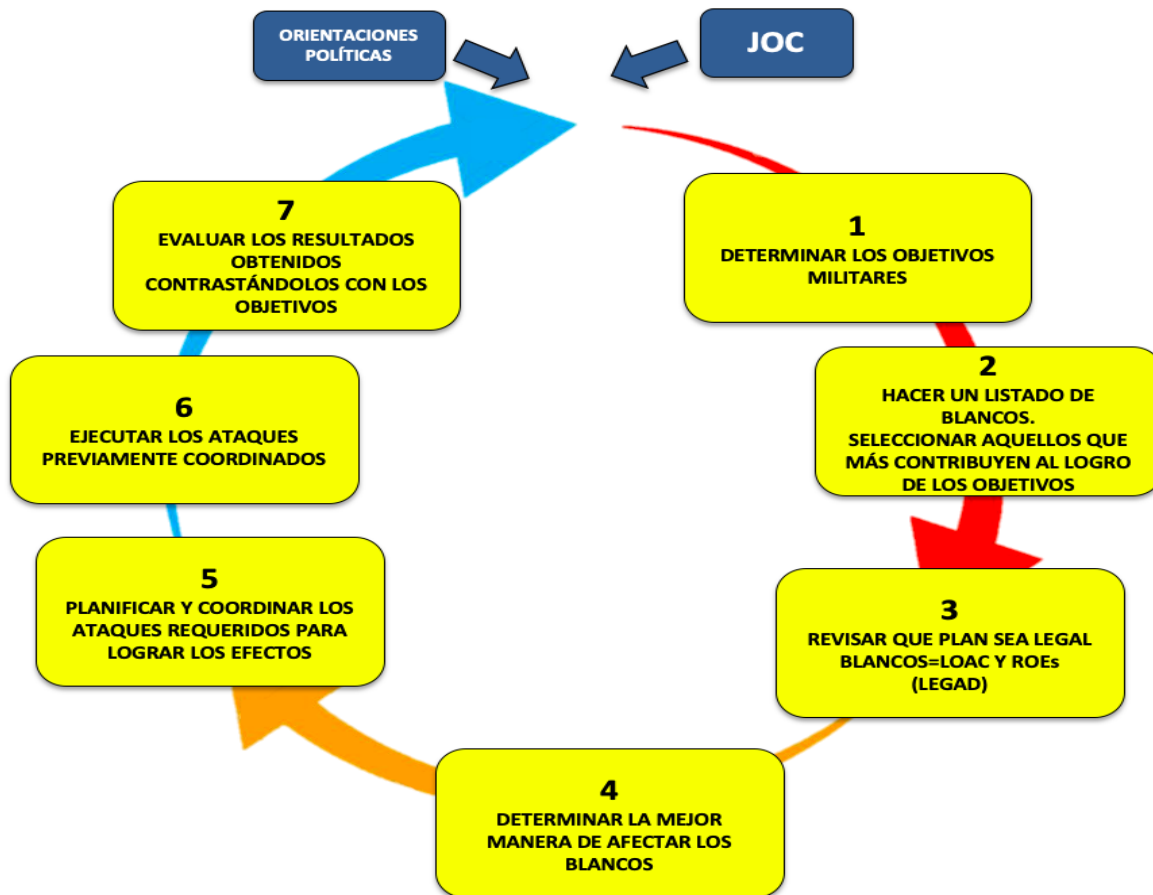 ORIENTACIONES
POLÍTICAS
JOC
1
DETERMINAR LOS OBJETIVOS
MILITARES
2
HACER UN LISTADO DE
BLANCOS.
SELECCIONAR AQUELLOS QUE
MÁS CONTRIBUYEN AL LOGRO
DE LOS OBJETIVOS
3
REVISAR QUE PLAN SEA LEGAL
BLANCOS=LOAC Y ROEs
(LEGAD)
4
DETERMINAR LA MEJOR
MANERA DE AFECTAR LOS
BLANCOS
5
PLANIFICAR Y COORDINAR LOS
ATAQUES REQUERIDOS PARA
LOGRAR LOS EFECTOS
6
EJECUTAR LOS ATAQUES
PREVIAMENTE COORDINADOS
7
EVALUAR LOS RESULTADOS
OBTENIDOS
CONTRASTÁNDOLOS CON LOS
OBJETIVOS